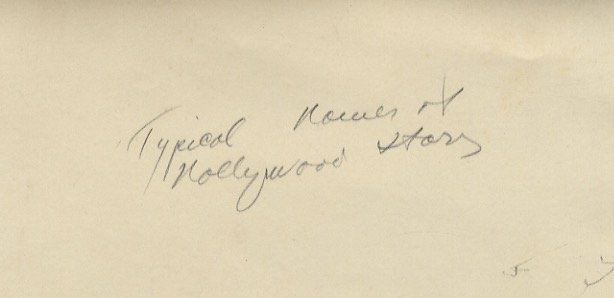 Typical Homes of
Hollywood Stars